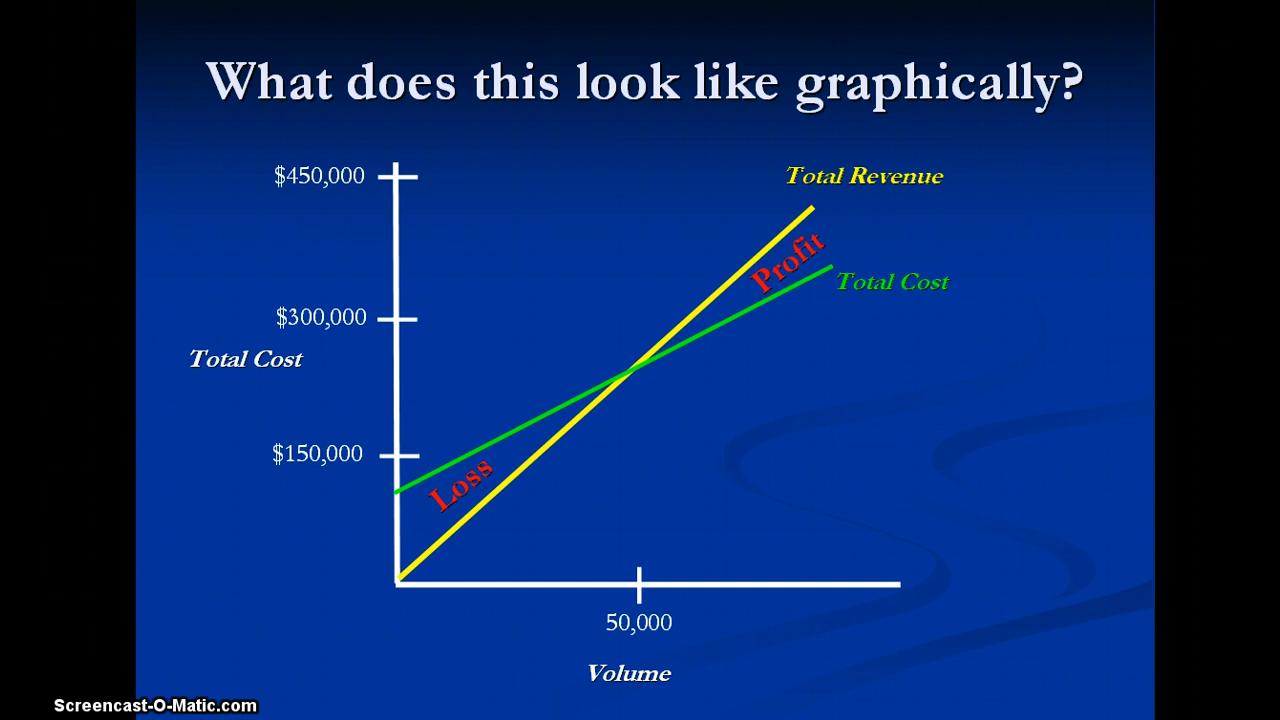 What does this look like graphically?
$450,000
Total Revenue
Profit
Total Cost
$300,000
Total Cost
$150,000
Loss
50,000
Volume
Screencast-O-Matic.com